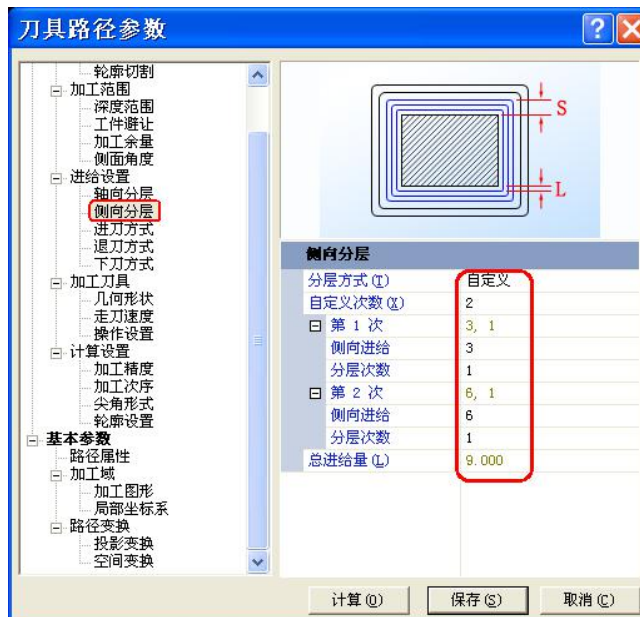 刀具路径参数
轮廓切割
加工范围
深度范围
工件避让
加工余量
侧面角度
进给设置
轴向分层
侧向分层
进刀方式
退刀方式
下刀方式
加工刀具
几何形状
走刀速度
操作设置
计算设置
加工精度
加工次序
尖角形式
轮廓设置
基本参数
路径属性
加工域
加工图形
局部坐标系
路径变换
投影变换
空间变换
S
L
侧向分层
分层方式(T) 自定义
自定义次数(X) 2
第 1 次 3, 1
侧向进给 3
分层次数 1
第 2 次 6, 1
侧向进给 6
分层次数 1
总进给量(L) 9.000
计算(O) 保存(S) 取消(C)